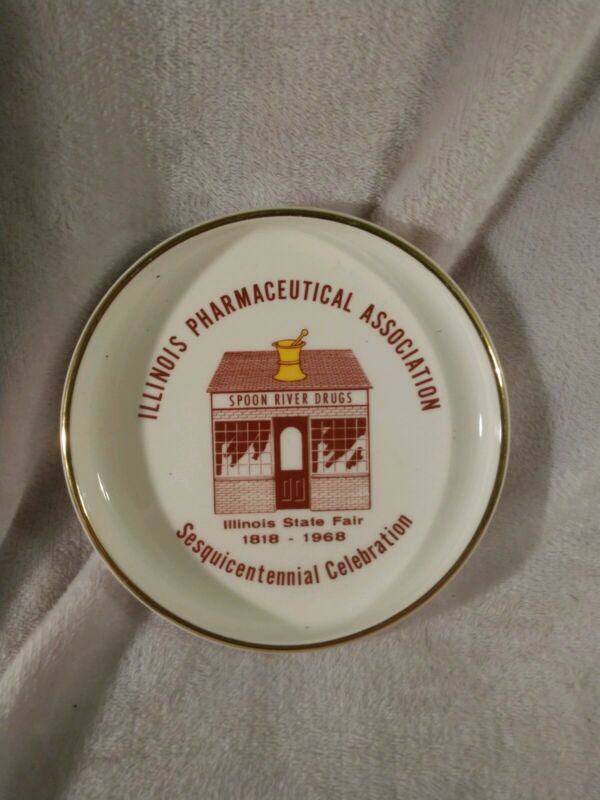 ILLINOIS PHARMACEUTICAL ASSOCIATION
SPOON RIVER DRUGS
Illinois State Fair
1818 - 1968
Sesquicentennial Celebration